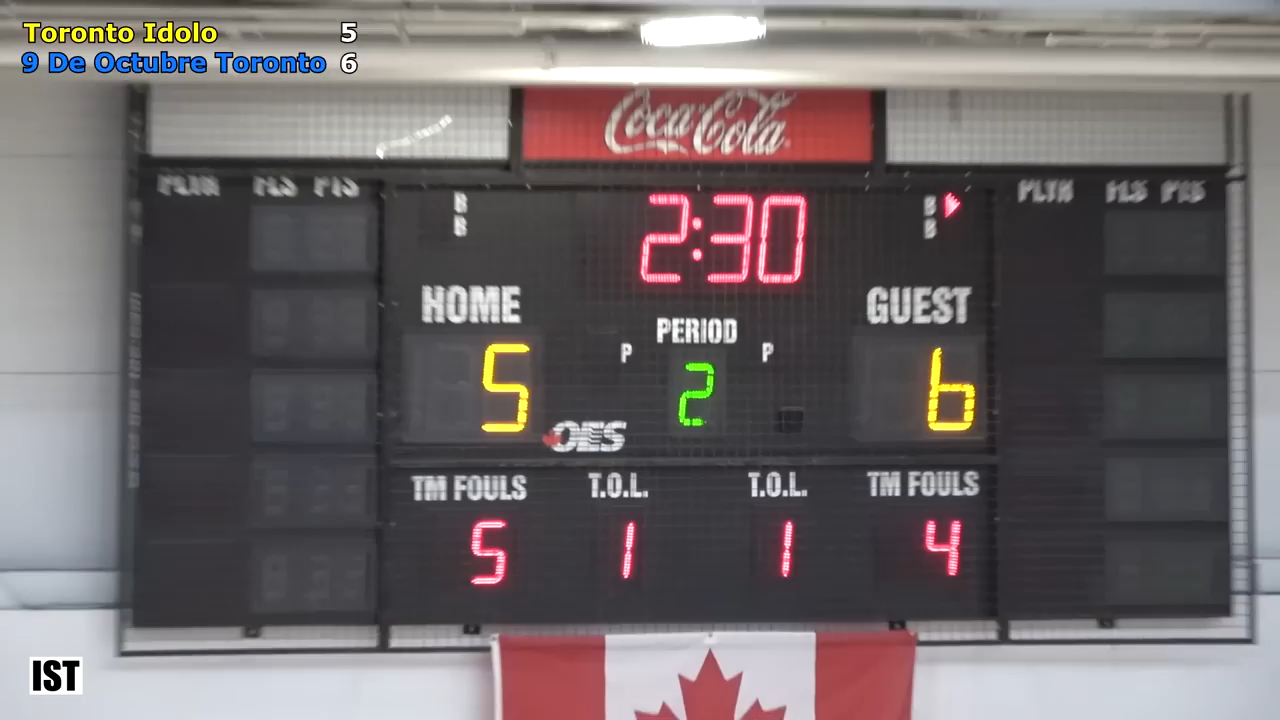 Toronto Idolo 5
9 De Octubre Toronto 6
Coca-Cola
PLYR FLS PTS
PLYR FLS PTS
B
B
2:30
B
B
HOME
GUEST
PERIOD
P
P
5
2
6
OES
TM FOULS
T.O.L.
T.O.L.
TM FOULS
5
1
1
4
IST